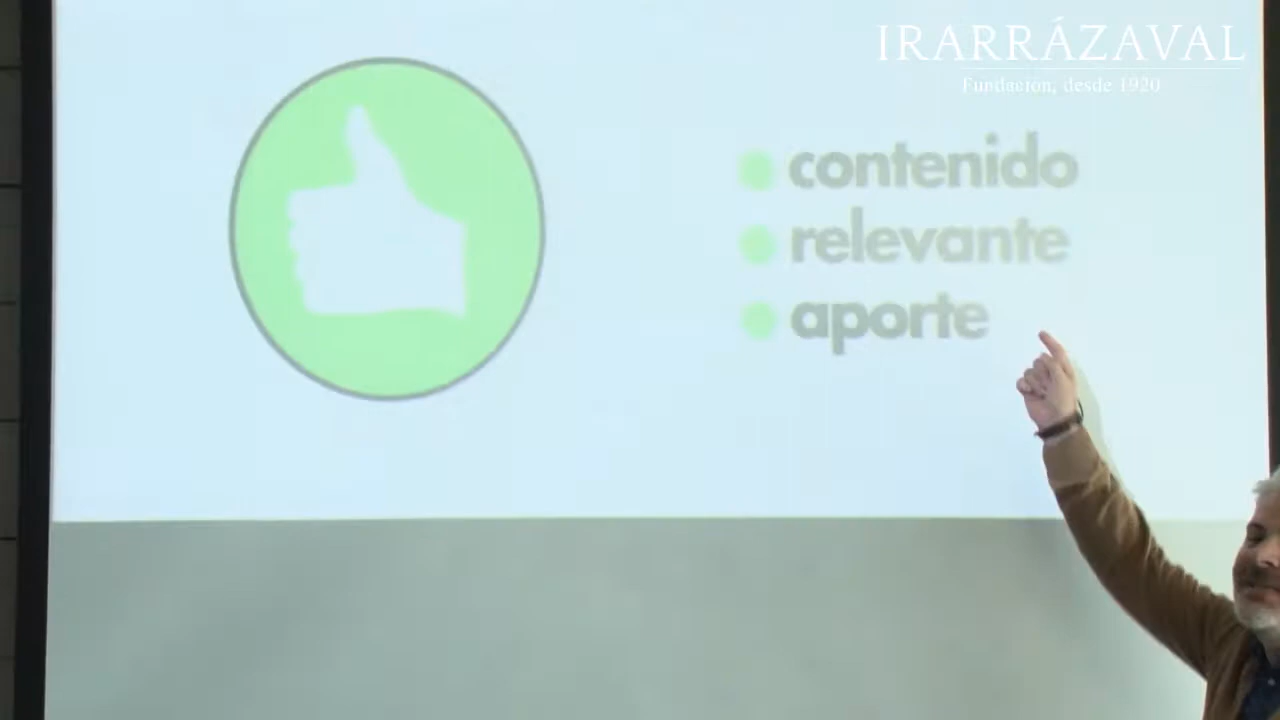 IRARRÁZAVAL
Fundación, desde 1920
contenido
relevante
aporte